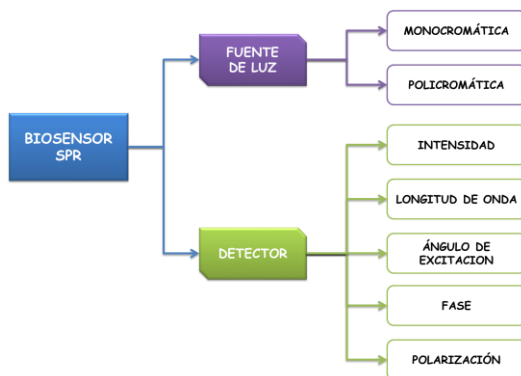 BIOSENSOR
SPR
FUENTE
DE LUZ
MONOCROMÁTICA
POLICROMÁTICA
DETECTOR
INTENSIDAD
LONGITUD DE ONDA
ÁNGULO DE
EXCITACION
FASE
POLARIZACIÓN